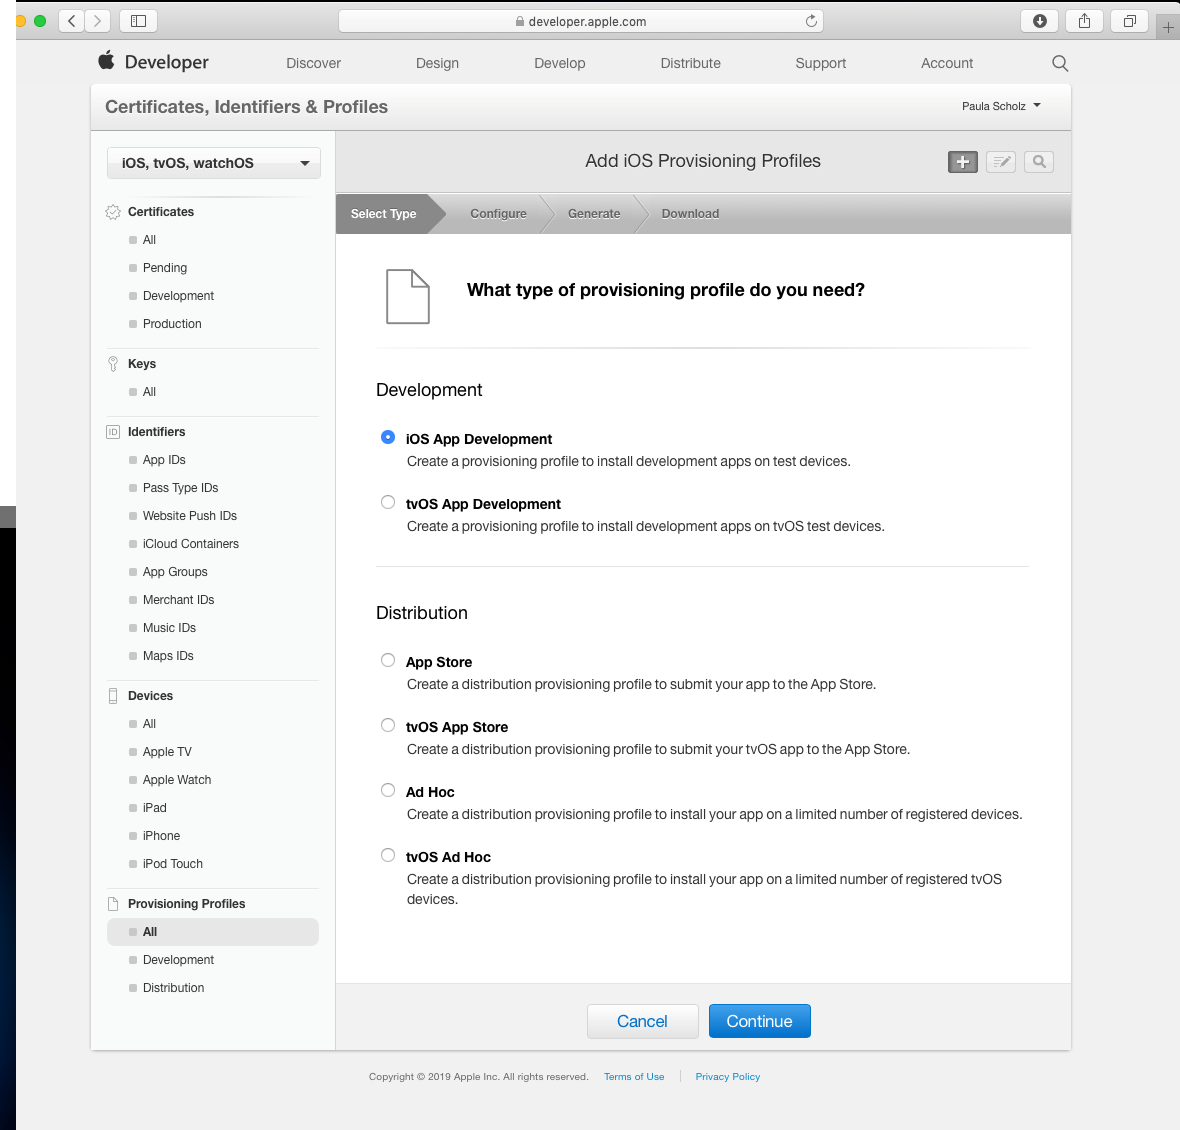 developer.apple.com
Developer
Discover
Design
Develop
Distribute
Support
Account
Certificates, Identifiers & Profiles
Paula Scholz
iOS, tvOS, watchOS
Certificates
All
Pending
Development
Production
Keys
All
ID Identifiers
App IDs
Pass Type IDs
Website Push IDs
iCloud Containers
App Groups
Merchant IDs
Music IDs
Maps IDs
Devices
All
Apple TV
Apple Watch
iPad
iPhone
iPod Touch
Provisioning Profiles
All
Development
Distribution
Add iOS Provisioning Profiles
Select Type
Configure
Generate
Download
What type of provisioning profile do you need?
Development
iOS App Development
Create a provisioning profile to install development apps on test devices.
tvOS App Development
Create a provisioning profile to install development apps on tvOS test devices.
Distribution
App Store
Create a distribution provisioning profile to submit your app to the App Store.
tvOS App Store
Create a distribution provisioning profile to submit your tvOS app to the App Store.
Ad Hoc
Create a distribution provisioning profile to install your app on a limited number of registered devices.
tvOS Ad Hoc
Create a distribution provisioning profile to install your app on a limited number of registered tvOS
devices.
Cancel
Continue
Copyright © 2019 Apple Inc. All rights reserved.
Terms of Use
Privacy Policy